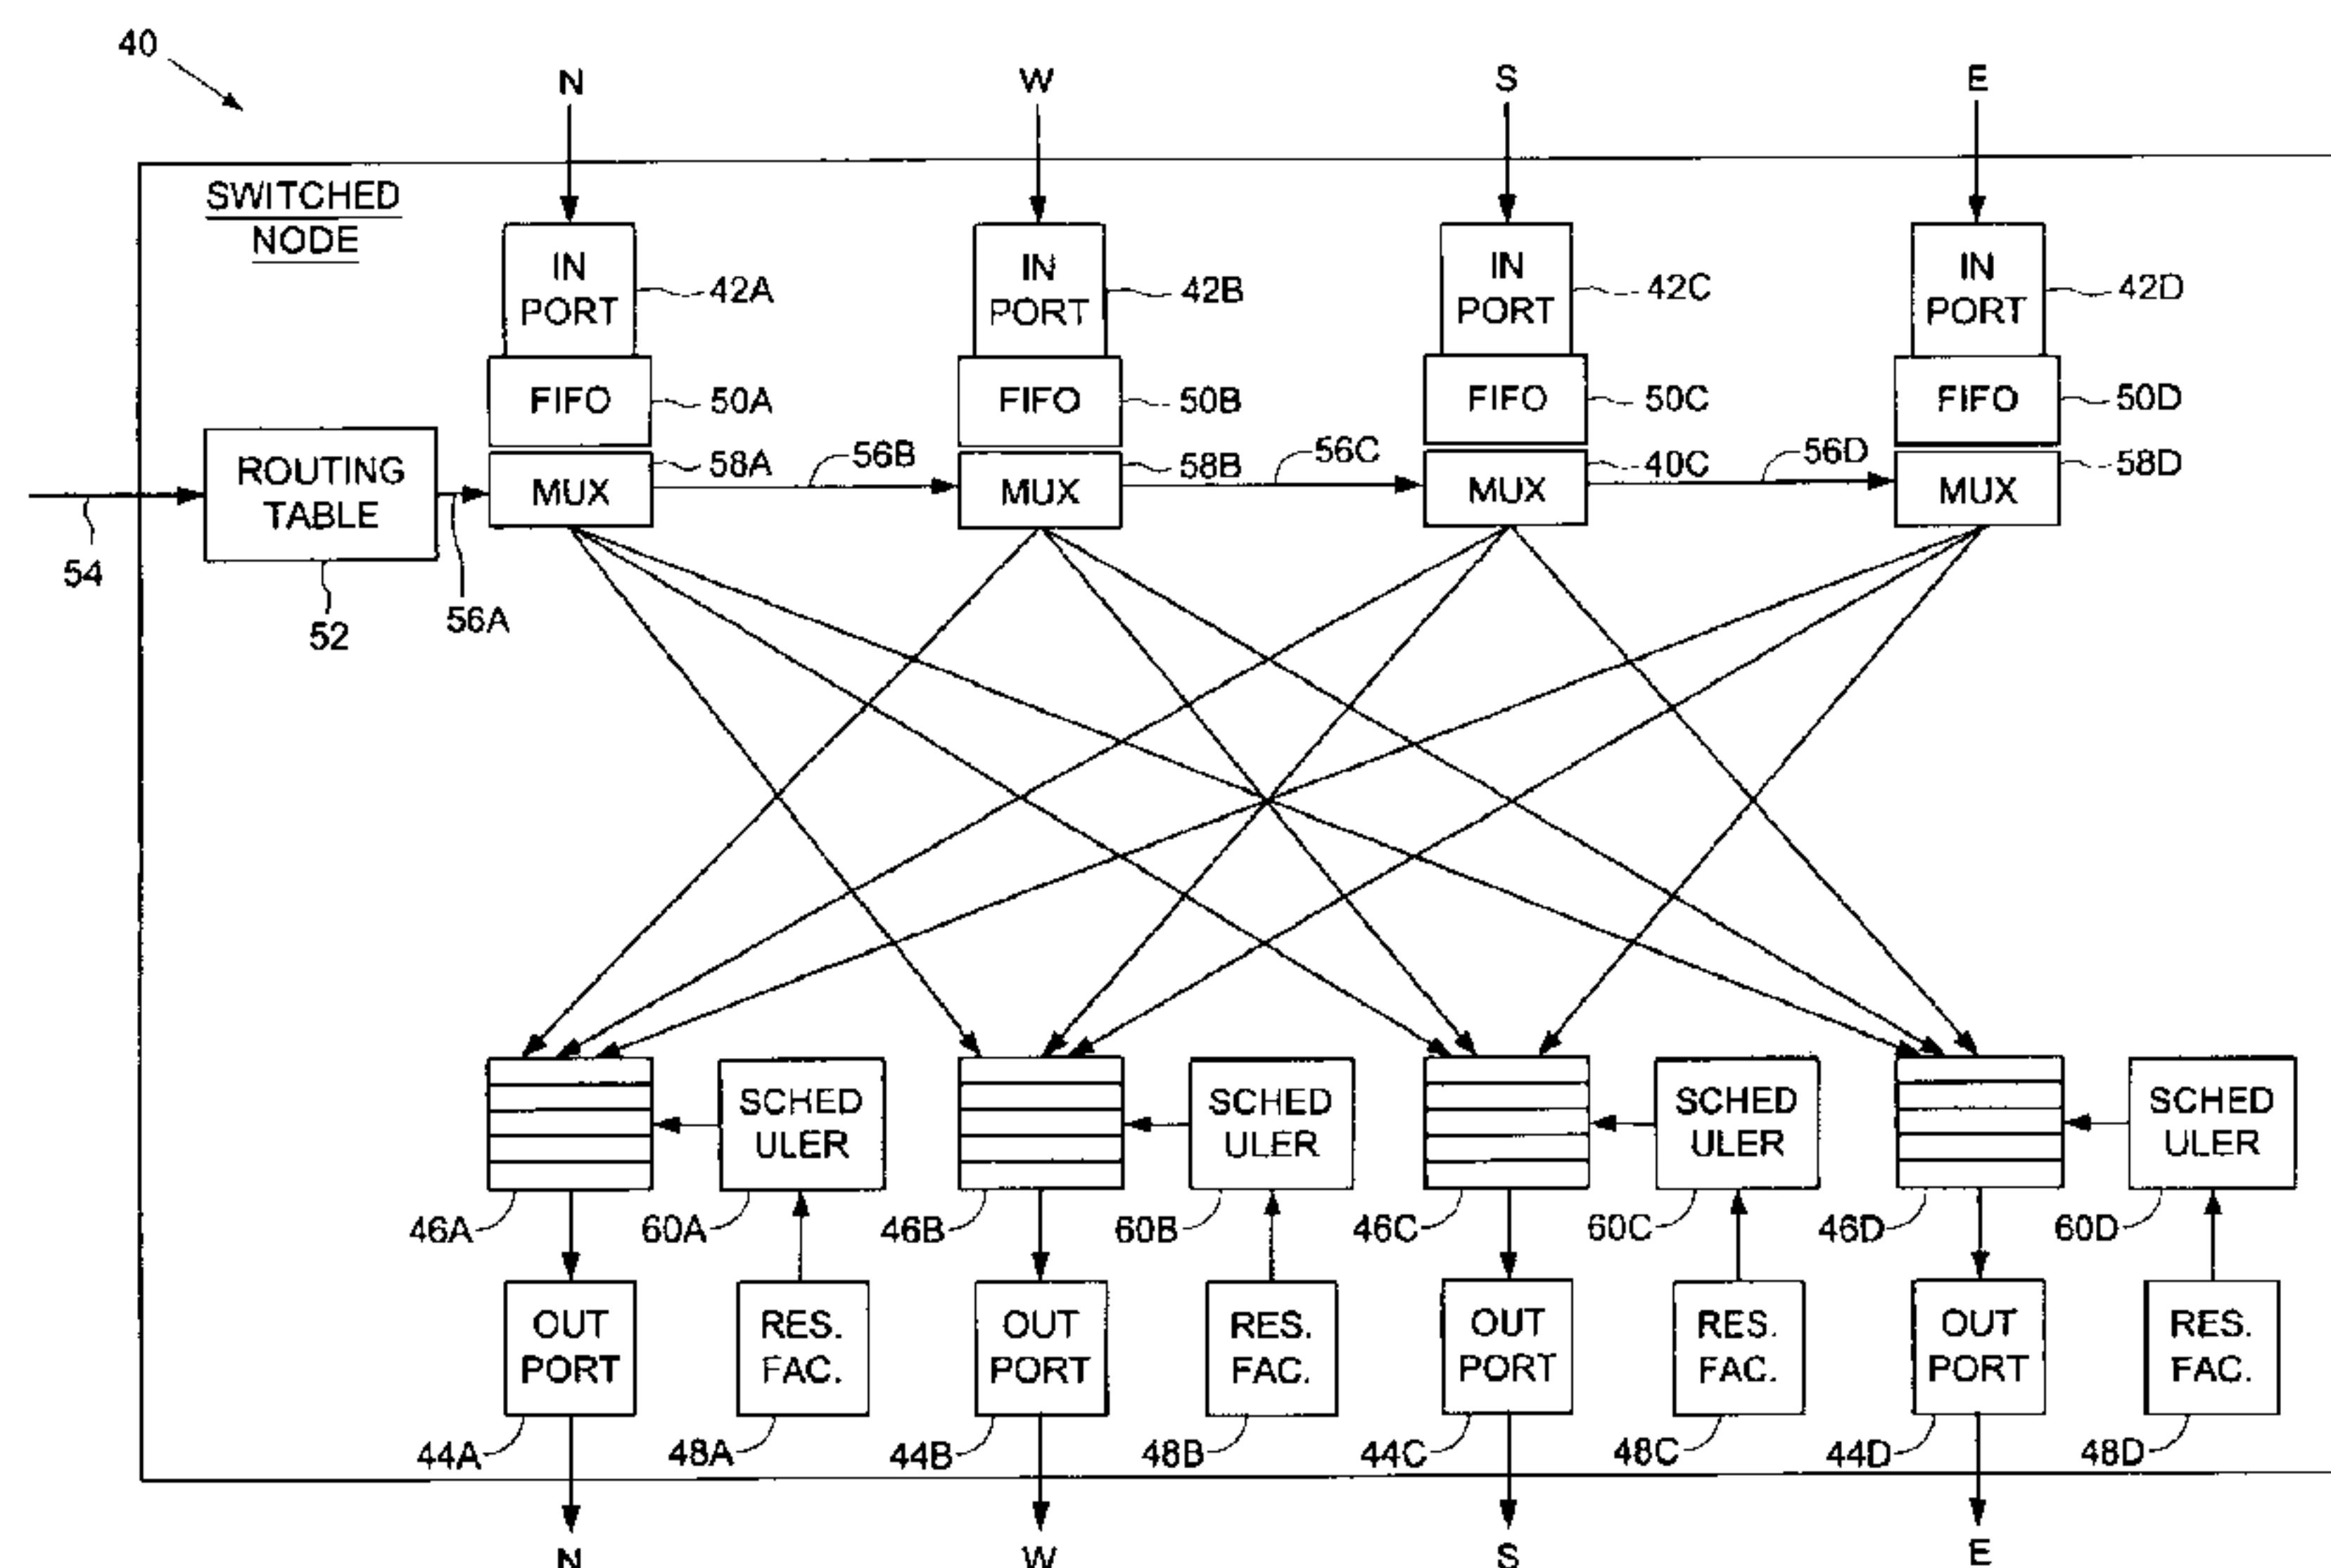 40
N W S E
SWITCHED
NODE
IN
PORT
42A
IN
PORT
42B
IN
PORT
42C
IN
PORT
42D
FIFO
50A
FIFO
50B
FIFO
50C
FIFO
50D
ROUTING
TABLE
54
52
56A
MUX
58A
56B
MUX
58B
56C
MUX
40C
56D
MUX
58D
SCHED
ULER
SCHED
ULER
SCHED
ULER
SCHED
ULER
46A
60A
46B
60B
46C
60C
46D
60D
OUT
PORT
RES.
FAC.
OUT
PORT
RES.
FAC.
OUT
PORT
RES.
FAC.
OUT
PORT
RES.
FAC.
44A
48A
44B
48B
44C
48C
44D
48D
N W S E